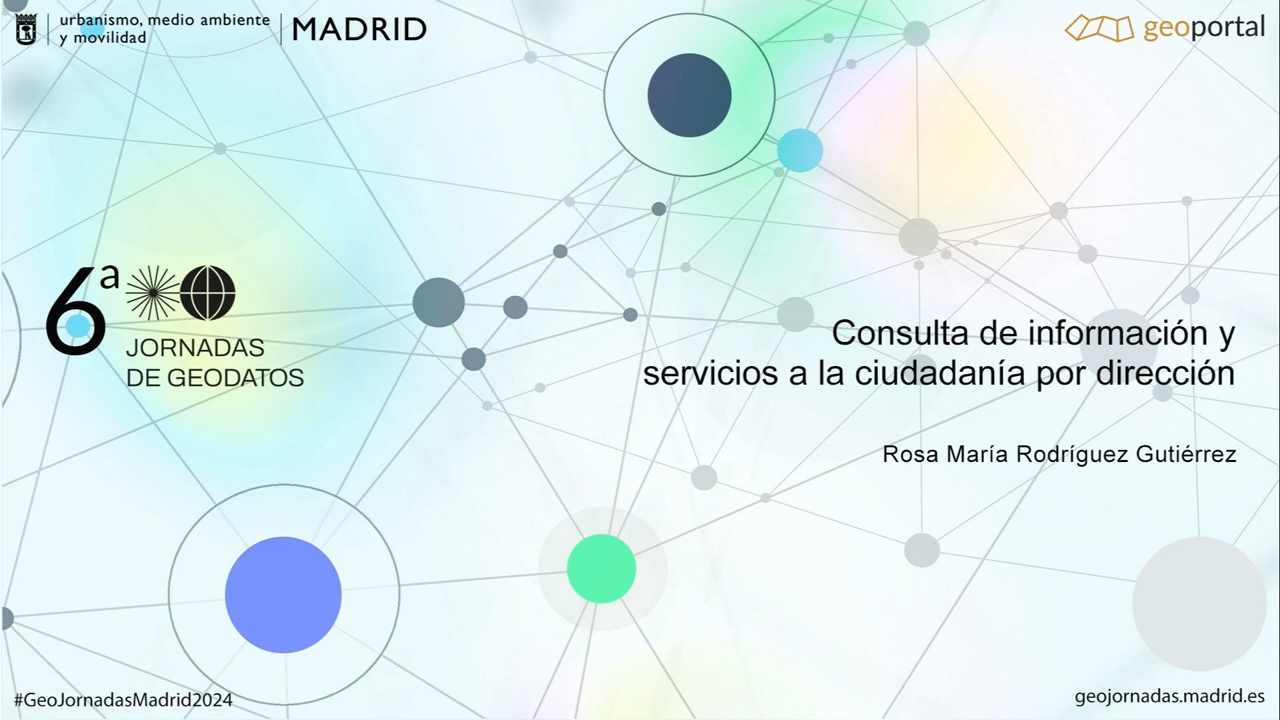 urbanismo, medio ambiente
y movilidad
MADRID
geoportal
6ª
JORNADAS
DE GEODATOS
Consulta de información y
servicios a la ciudadanía por dirección
Rosa María Rodríguez Gutiérrez
#GeoJornadasMadrid2024
geojornadas.madrid.es